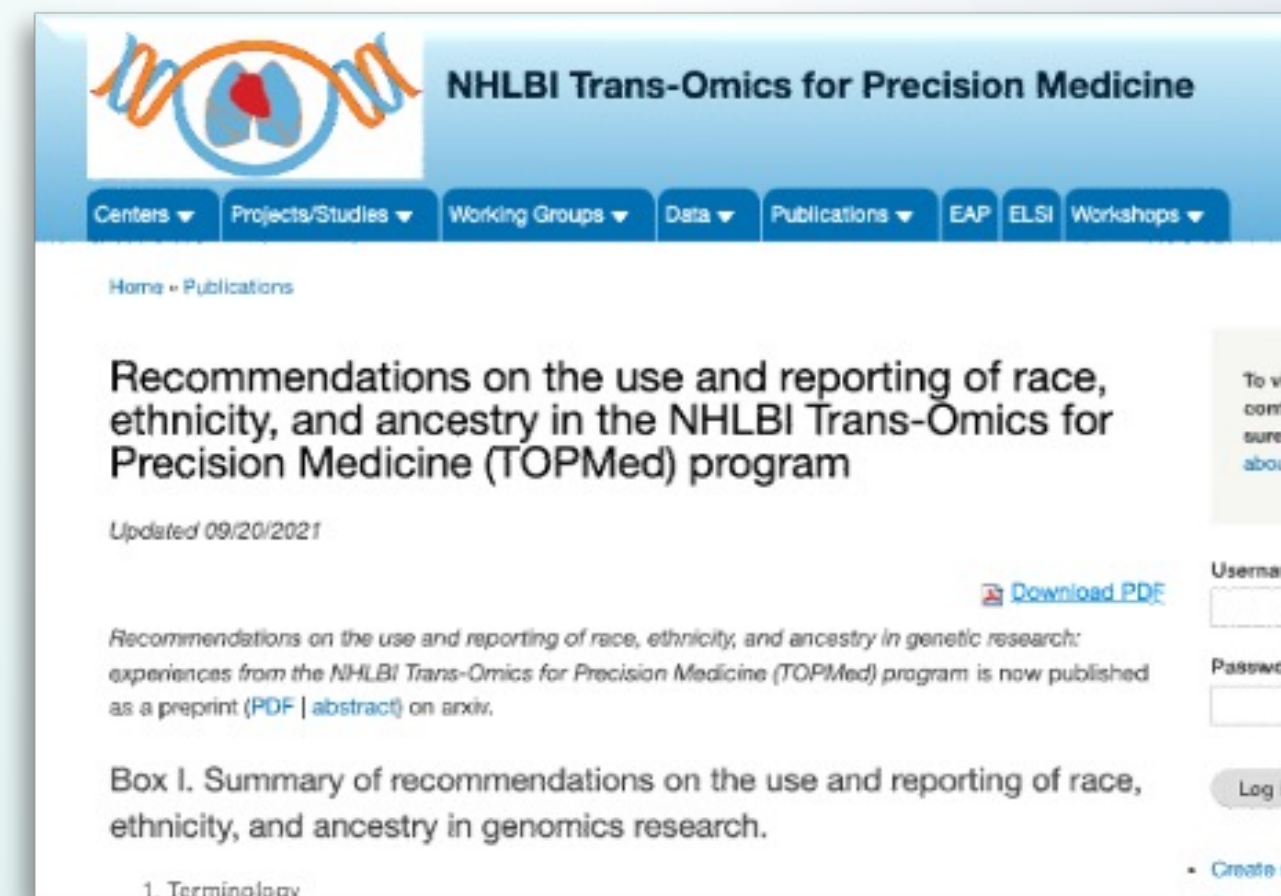 NHLBI Trans-Omics for Precision Medicine
Centers Projects/Studies Working Groups Data Publications EAP ELSI Workshops
Home » Publications
Recommendations on the use and reporting of race,
ethnicity, and ancestry in the NHLBI Trans-Omics for
Precision Medicine (TOPMed) program
Updated 09/20/2021
Download PDF
Recommendations on the use and reporting of race, ethnicity, and ancestry in genetic research:
experiences from the NHLBI Trans-Omics for Precision Medicine (TOPMed) program is now published
as a preprint (PDF | abstract) on arxiv.
Box I. Summary of recommendations on the use and reporting of race,
ethnicity, and ancestry in genomics research.
1. Terminology
To
sure
Log
Create